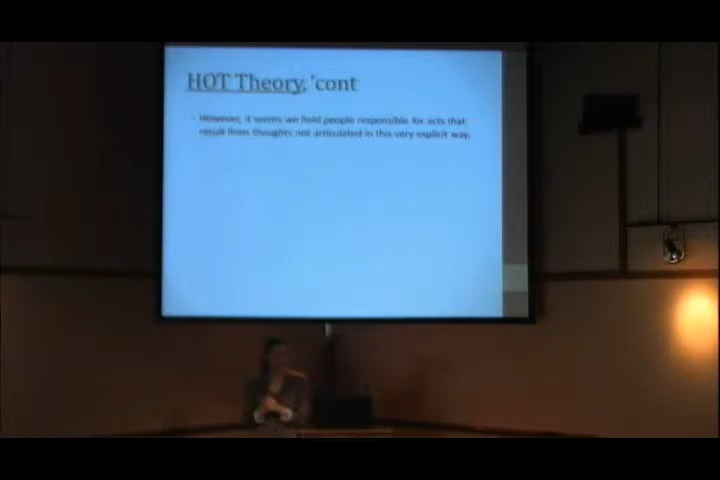 HOT Theory, 'cont
However, it seems we hold people responsible for acts that
result from thoughts not articulated in this very explicit way.